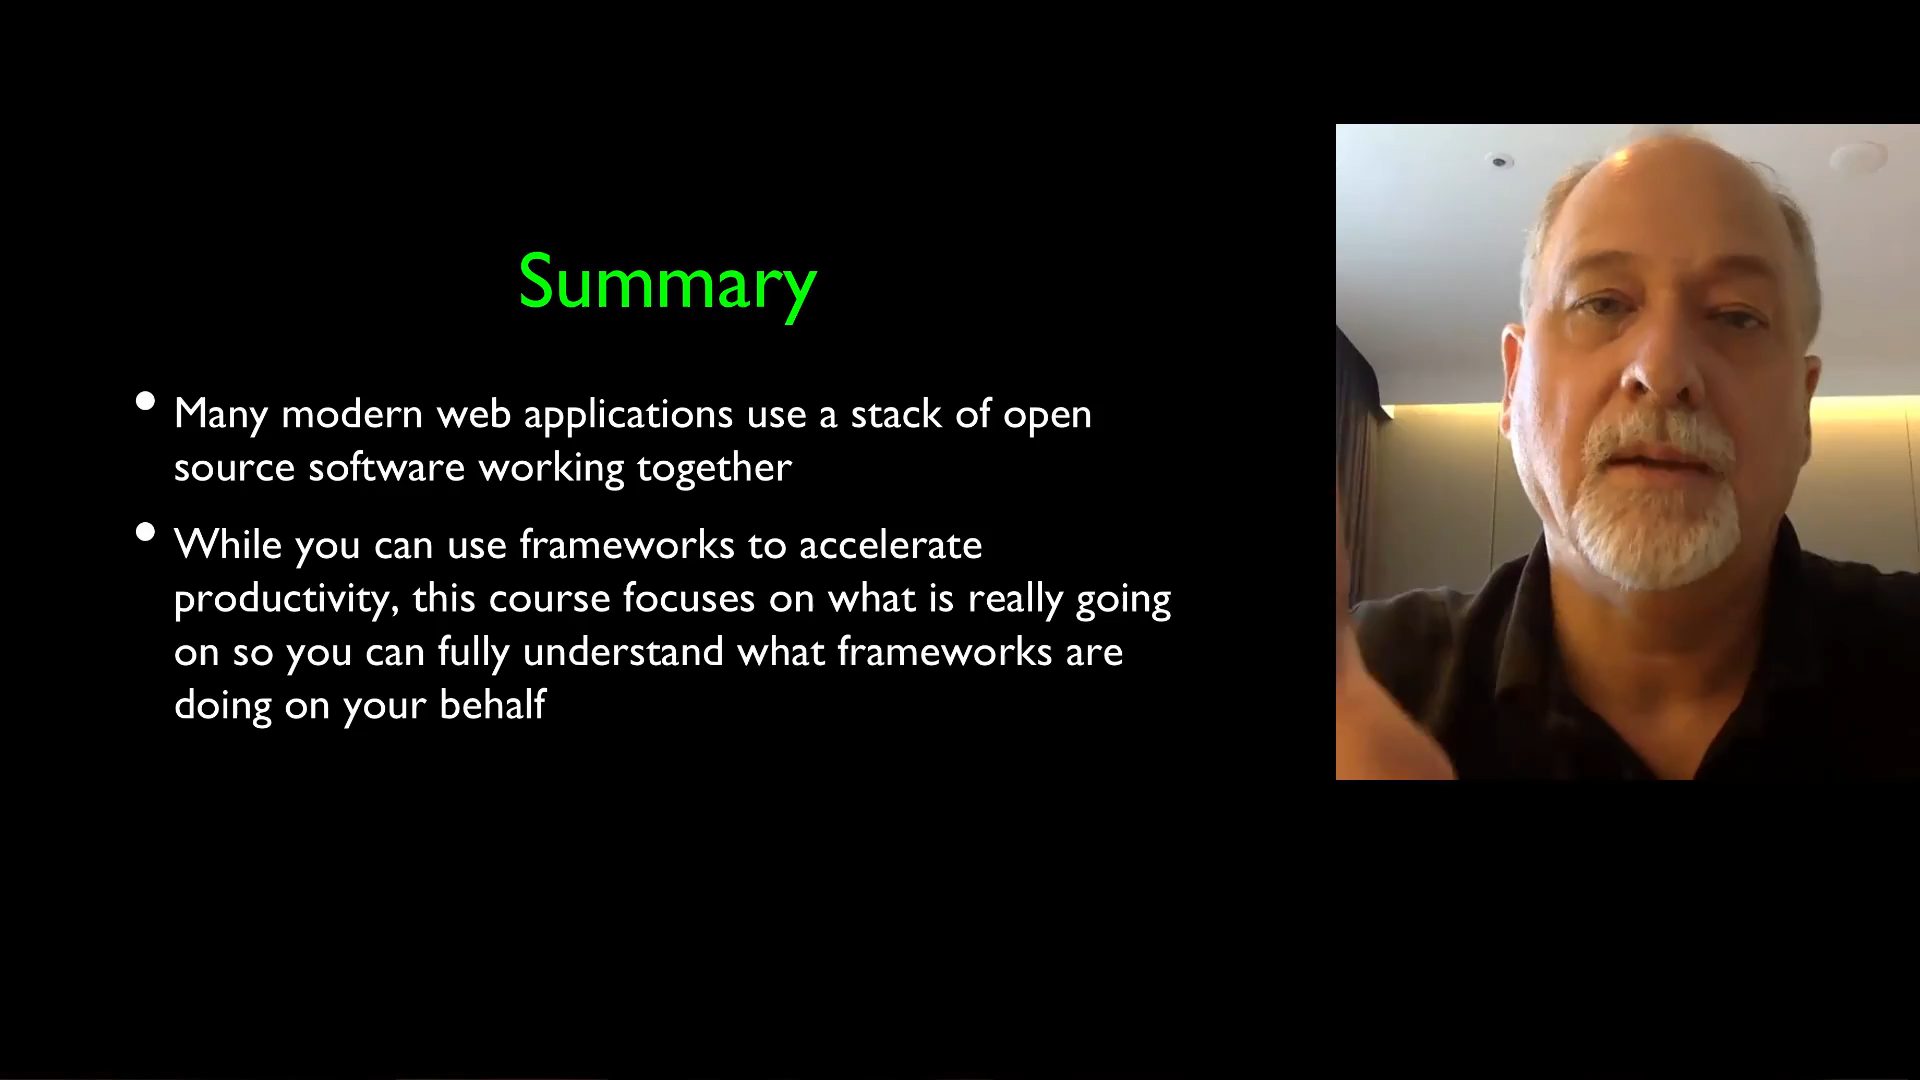 Summary
• Many modern web applications use a stack of open
source software working together
• While you can use frameworks to accelerate
productivity, this course focuses on what is really going
on so you can fully understand what frameworks are
doing on your behalf